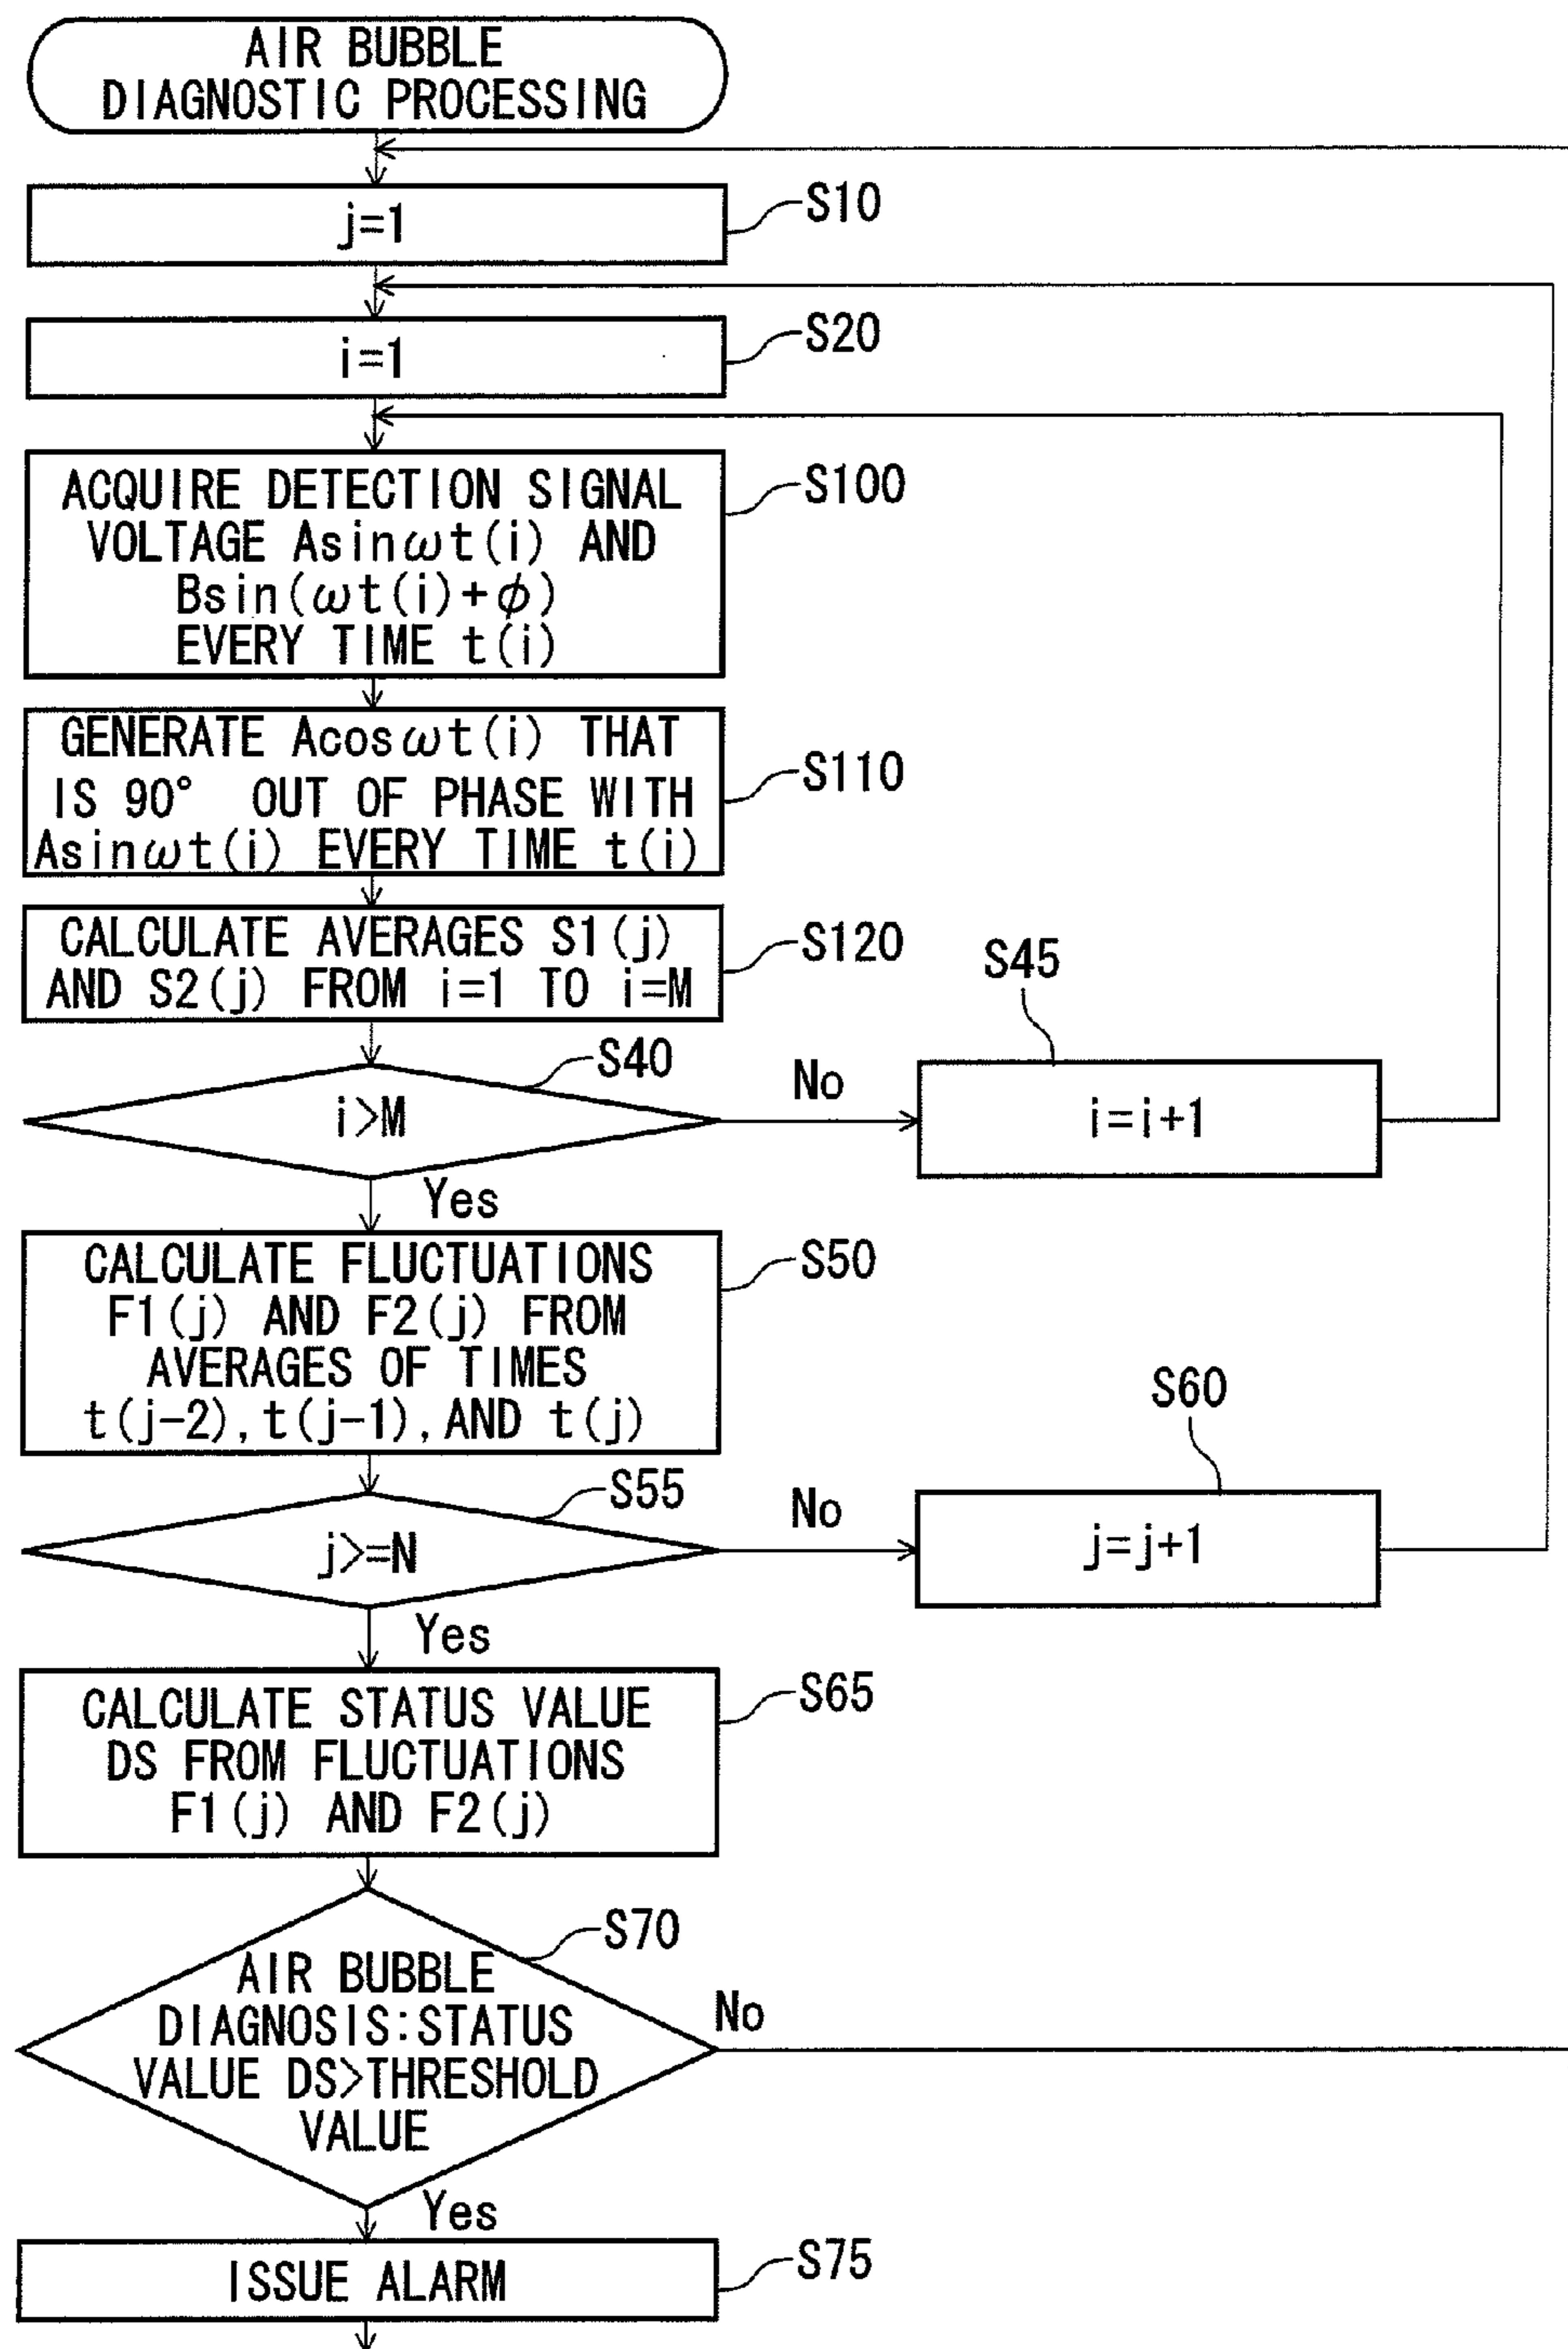 AIR BUBBLE
DIAGNOSTIC PROCESSING
j=1
S10
i=1
S20
ACQUIRE DETECTION SIGNAL
VOLTAGE Asinωt(i) AND
Bsin(ωt(i)+ϕ)
EVERY TIME t(i)
S100
GENERATE Acosωt(i) THAT
IS 90° OUT OF PHASE WITH
Asinωt(i) EVERY TIME t(i)
S110
CALCULATE AVERAGES S1(j)
AND S2(j) FROM i=1 TO i=M
S120
i>M
S40
No
S45
i=i+1
Yes
CALCULATE FLUCTUATIONS
F1(j) AND F2(j) FROM
AVERAGES OF TIMES
t(j-2),t(j-1),AND t(j)
S50
j>=N
S55
No
S60
j=j+1
Yes
CALCULATE STATUS VALUE
DS FROM FLUCTUATIONS
F1(j) AND F2(j)
S65
AIR BUBBLE
DIAGNOSIS:STATUS
VALUE DS>THRESHOLD
VALUE
S70
No
Yes
ISSUE ALARM
S75